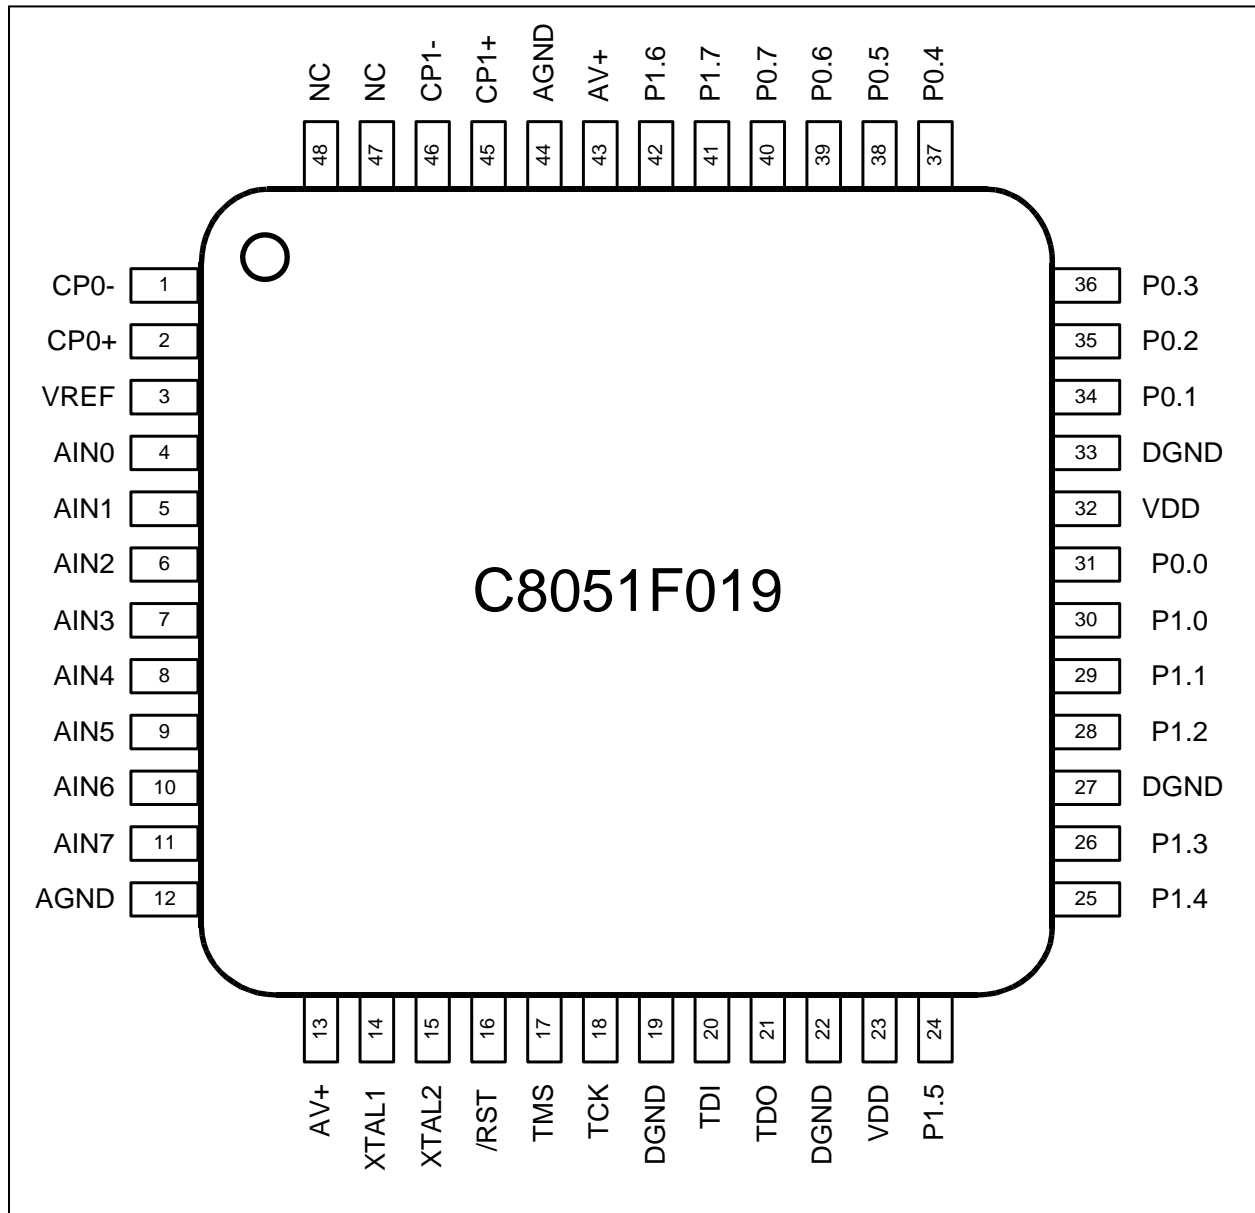 NC NC CP1- CP1+ AGND AV+ P1.6 P1.7 P0.7 P0.6 P0.5 P0.4
48 47 46 45 44 43 42 41 40 39 38 37
CP0- 1 36 P0.3
CP0+ 2 35 P0.2
VREF 3 34 P0.1
AIN0 4 33 DGND
AIN1 5 32 VDD
AIN2 6 31 P0.0
C8051F019
AIN3 7 30 P1.0
AIN4 8 29 P1.1
AIN5 9 28 P1.2
AIN6 10 27 DGND
AIN7 11 26 P1.3
AGND 12 25 P1.4
13 14 15 16 17 18 19 20 21 22 23 24
AV+ XTAL1 XTAL2 /RST TMS TCK DGND TDI TDO DGND VDD P1.5